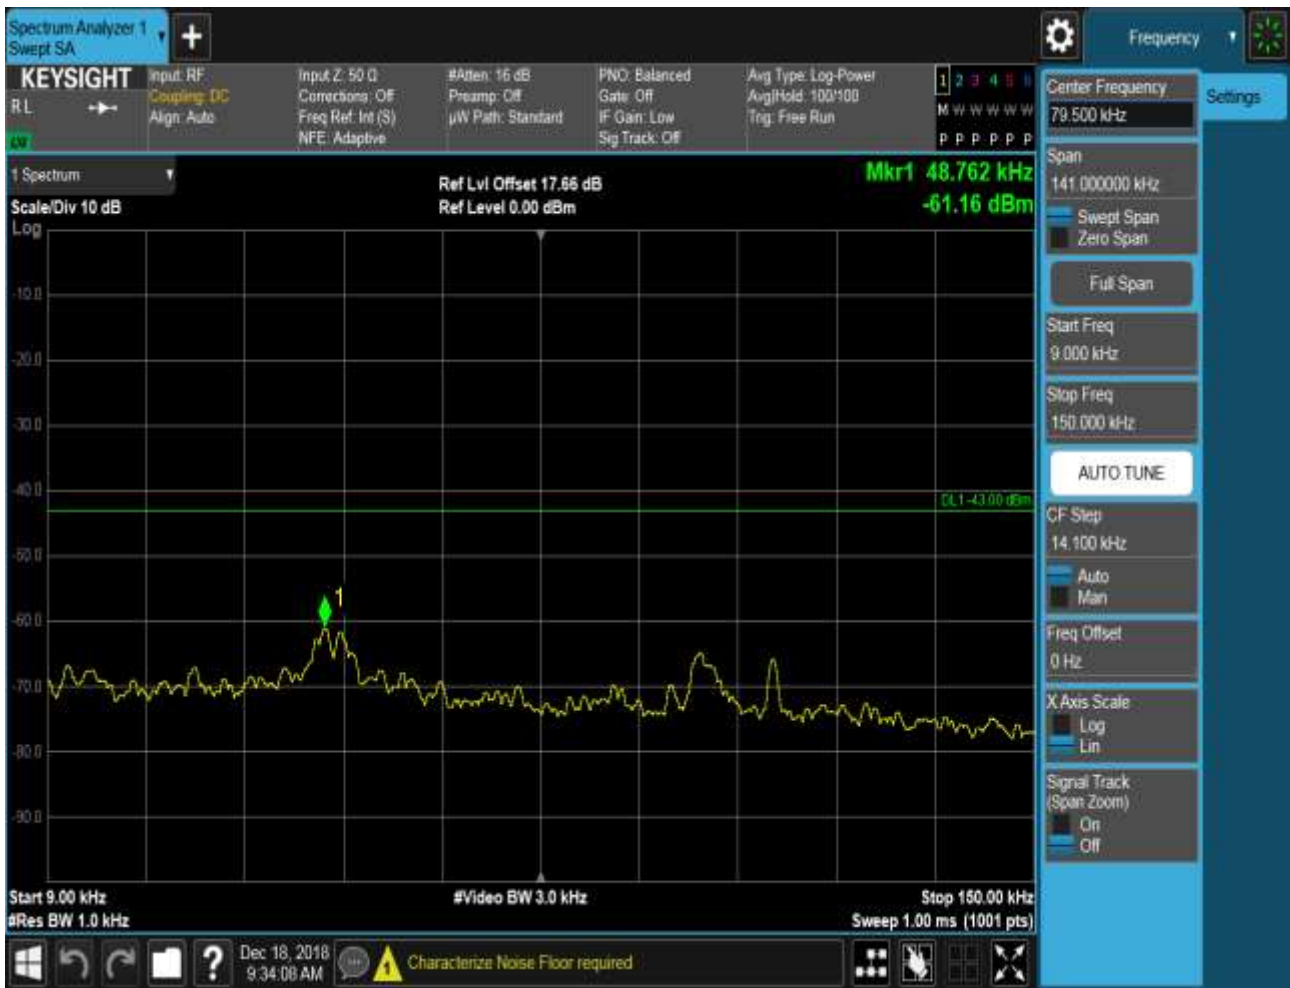 Spectrum Analyzer 1
Swept SA
Frequency
KEYSIGHT
R L
Input: RF
Coupling: DC
Align: Auto
Input Z: 50 Ω
Corrections: Off
Freq Ref: Int (S)
NFE: Adaptive
#Atten: 16 dB
Preamp: Off
µW Path: Standard
PNO: Balanced
Gate: Off
IF Gain: Low
Sig Track: Off
Avg Type: Log-Power
Avg|Hold: 100/100
Trig: Free Run
1 2 3 4 5 6
M W W W W W
P P P P P P
1 Spectrum
Scale/Div 10 dB
Log
Ref Lvl Offset 17.66 dB
Ref Level 0.00 dBm
Mkr1 48.762 kHz
-61.16 dBm
-10.0
-20.0
-30.0
-40.0
-50.0
-60.0
-70.0
-80.0
-90.0
DL1 -43.00 dBm
1
Start 9.00 kHz
#Res BW 1.0 kHz
#Video BW 3.0 kHz
Stop 150.00 kHz
Sweep 1.00 ms (1001 pts)
Center Frequency
79.500 kHz
Settings
Span
141.000000 kHz
Swept Span
Zero Span
Full Span
Start Freq
9.000 kHz
Stop Freq
150.000 kHz
AUTO TUNE
CF Step
14.100 kHz
Auto
Man
Freq Offset
0 Hz
X Axis Scale
Log
Lin
Signal Track
(Span Zoom)
On
Off
?
Dec 18, 2018
9:34:08 AM
1
Characterize Noise Floor required